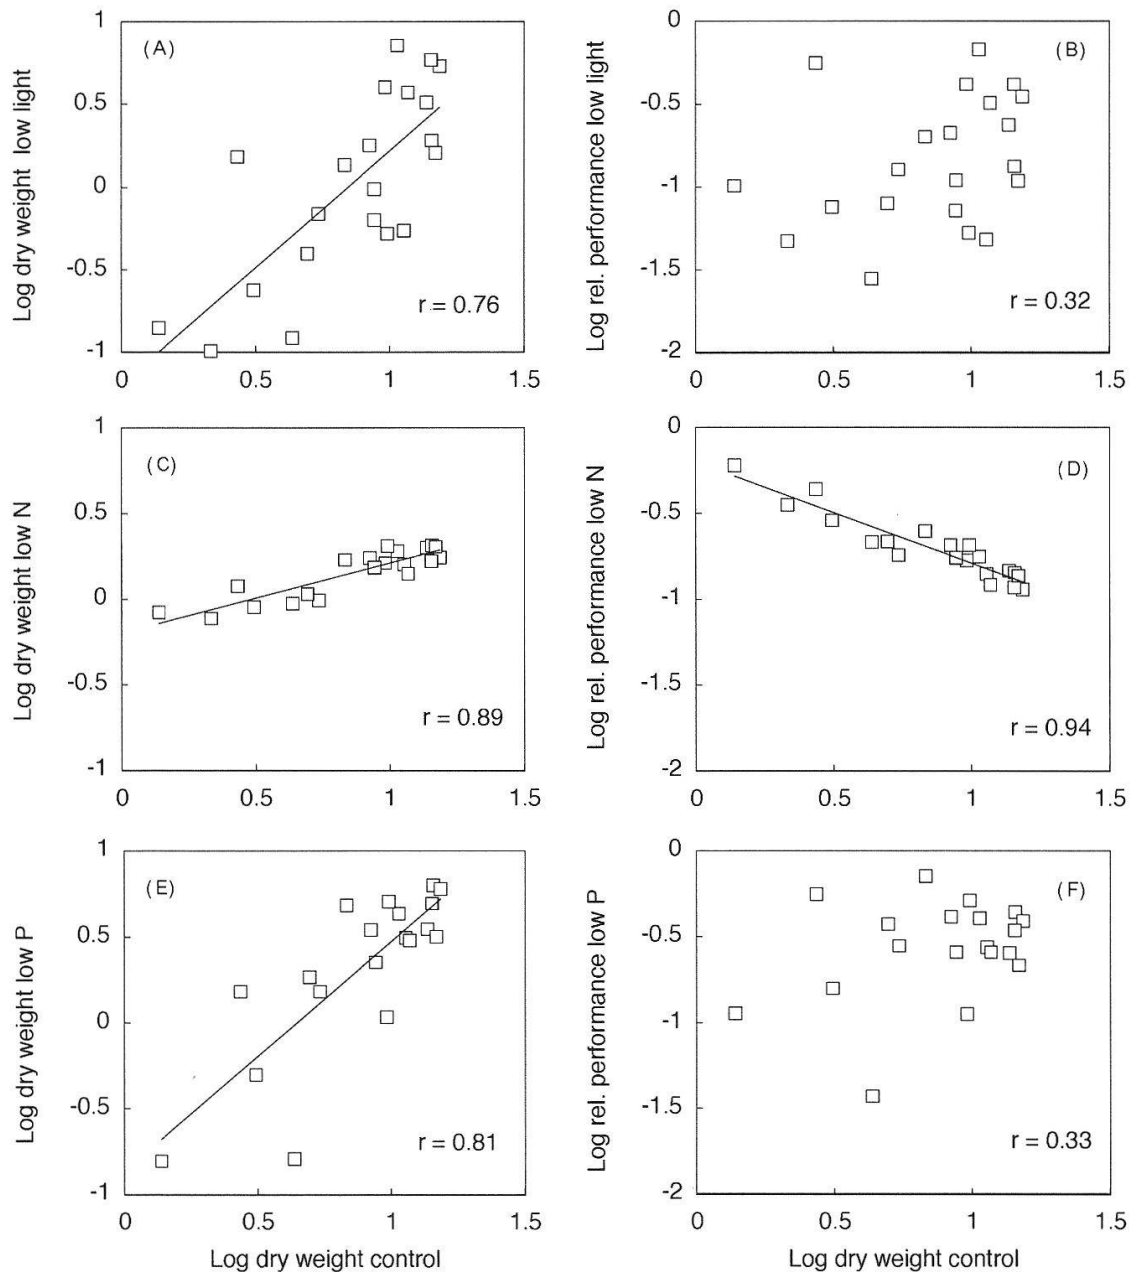 1
(A)
0.5
0
-0.5
-1
r = 0.76
0
0.5
1
1.5
Log dry weight low light
0
(B)
-0.5
-1
-1.5
-2
r = 0.32
0
0.5
1
1.5
Log rel. performance low light
1
(C)
0.5
0
0.5
-1
r = 0.89
0
0.5
1
1.5
Log dry weight low N
0
(D)
-0.5
-1
-1.5
-2
r = 0.94
0
0.5
1
1.5
Log rel. performance low N
1
(E)
0.5
0
-0.5
-1
r = 0.81
0
0.5
1
1.5
Log dry weight low P
Log dry weight control
0
(F)
-0.5
-1
-1.5
-2
r = 0.33
0
0.5
1
1.5
Log rel. performance low P
Log dry weight control